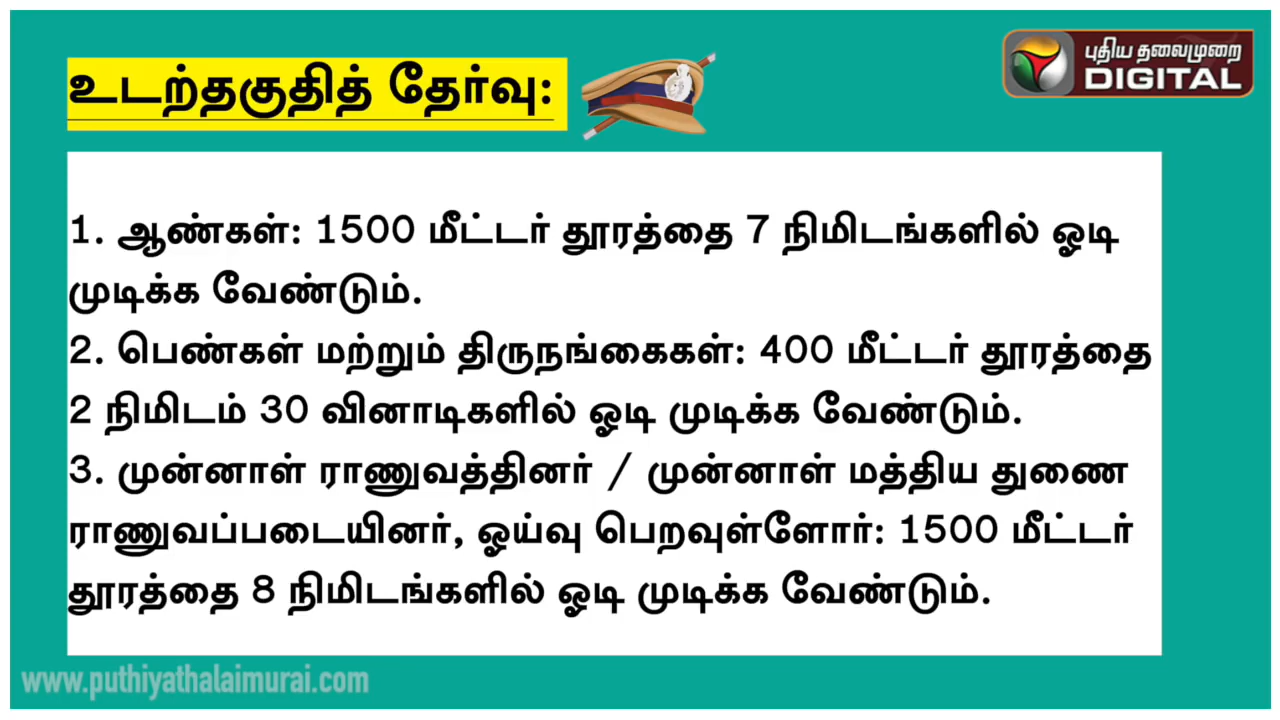 உடற்தகுதித் தேர்வு:
புதிய தலைமுறை
DIGITAL
1. ஆண்கள்: 1500 மீட்டர் தூரத்தை 7 நிமிடங்களில் ஓடி
முடிக்க வேண்டும்.
2. பெண்கள் மற்றும் திருநங்கைகள்: 400 மீட்டர் தூரத்தை
2 நிமிடம் 30 வினாடிகளில் ஓடி முடிக்க வேண்டும்.
3. முன்னாள் ராணுவத்தினர் / முன்னாள் மத்திய துணை
ராணுவப்படையினர், ஓய்வு பெறவுள்ளோர்: 1500 மீட்டர்
தூரத்தை 8 நிமிடங்களில் ஓடி முடிக்க வேண்டும்.
www.puthiyathalaimurai.com